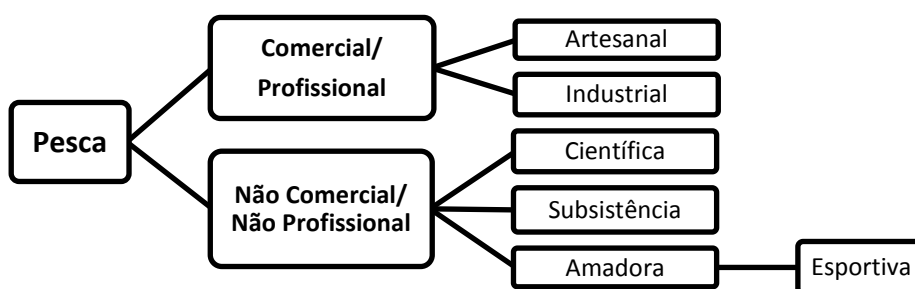 Pesca
Comercial/
Profissional
Artesanal
Industrial
Não Comercial/
Não Profissional
Científica
Subsistência
Amadora
Esportiva